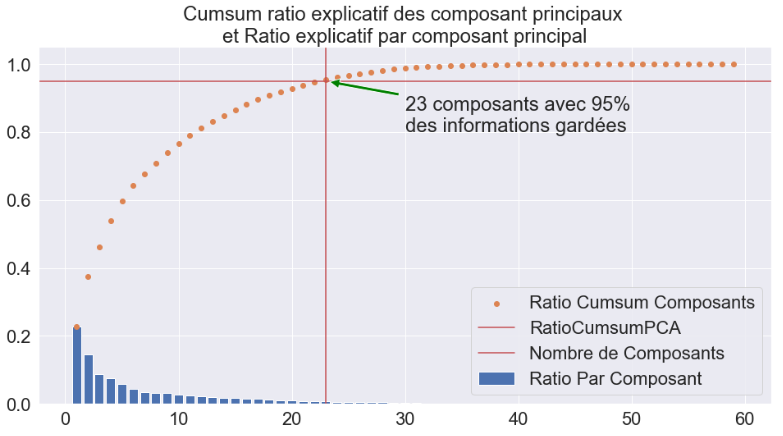 Cumsum ratio explicatif des composant principaux
et Ratio explicatif par composant principal
1.0
0.8
0.6
0.4
0.2
0.0
23 composants avec 95%
des informations gardées
Ratio Cumsum Composants
RatioCumsumPCA
Nombre de Composants
Ratio Par Composant
0 10 20 30 40 50 60